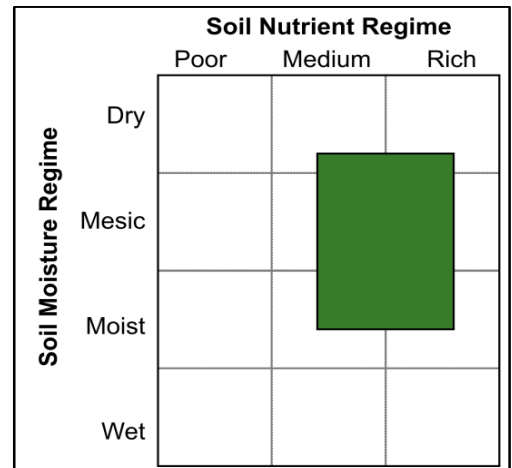 Soil Nutrient Regime
Poor Medium Rich
Soil Moisture Regime
Dry
Mesic
Moist
Wet